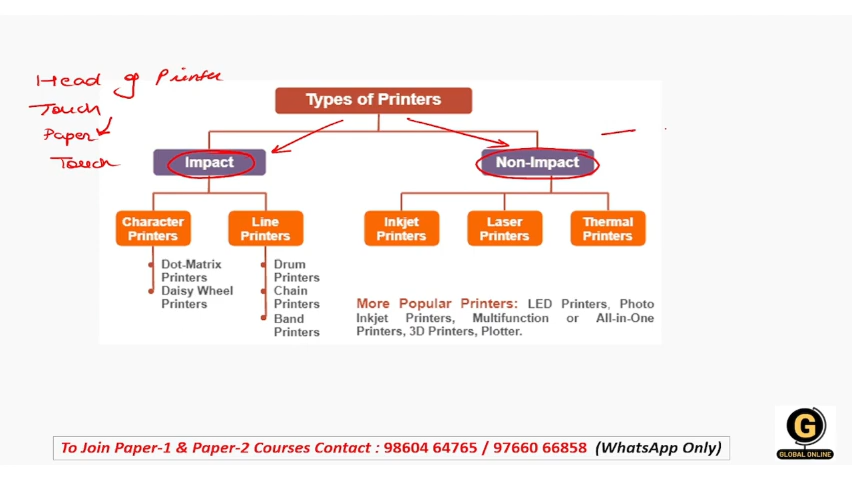 Head of Printer
Touch
Paper
Touch
Types of Printers
Impact
Non-Impact
Character
Printers
Line
Printers
Inkjet
Printers
Laser
Printers
Thermal
Printers
Dot-Matrix
Printers
Daisy Wheel
Printers
Drum
Printers
Chain
Printers
Band
Printers
More Popular Printers: LED Printers, Photo
Inkjet Printers, Multifunction or All-in-One
Printers, 3D Printers, Plotter.
To Join Paper-1 & Paper-2 Courses Contact : 98604 64765 / 97660 66858 (WhatsApp Only)
G
GLOBAL ONLINE